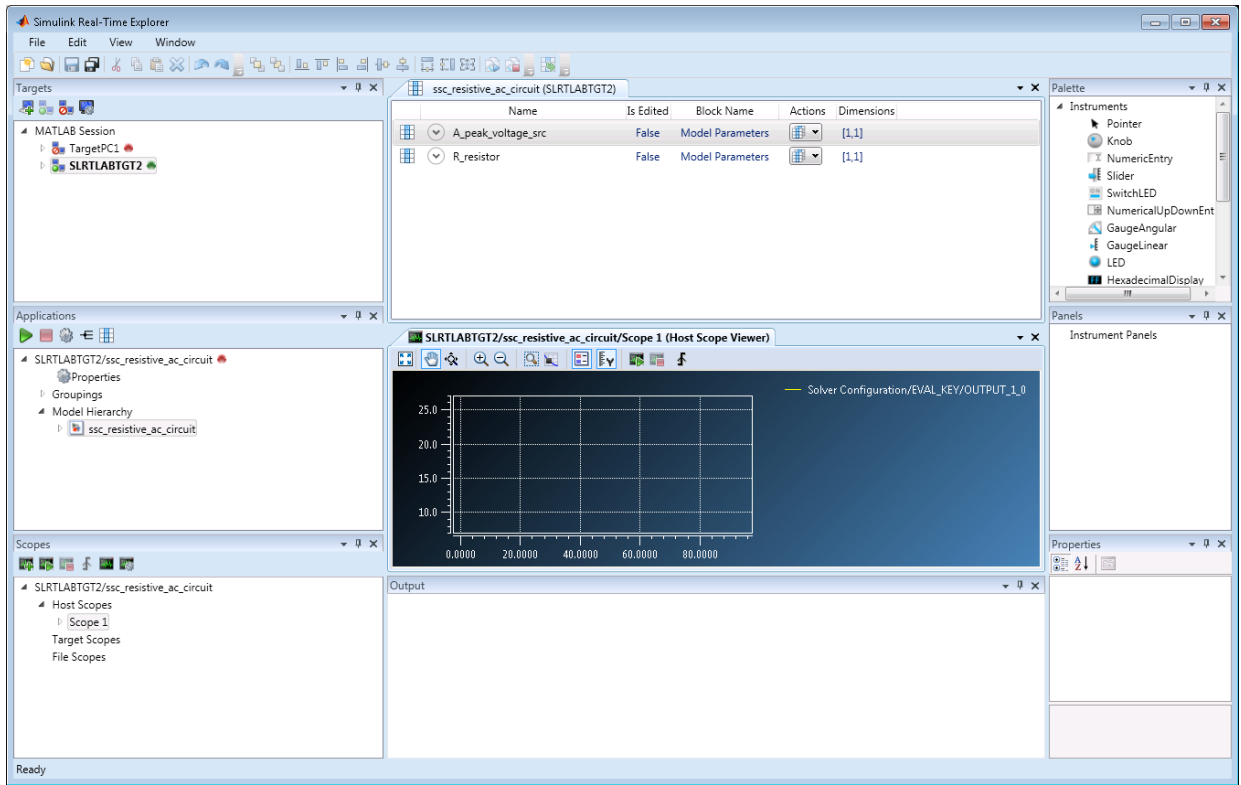 Simulink Real-Time Explorer
File Edit View Window
Targets
MATLAB Session
TargetPC1
SLRTLABTGT2
ssc_resistive_ac_circuit (SLRTLABTGT2)
Name Is Edited Block Name Actions Dimensions
A_peak_voltage_src False Model Parameters [1,1]
R_resistor False Model Parameters [1,1]
Palette
Instruments
Pointer
Knob
NumericEntry
Slider
SwitchLED
NumericalUpDownEnt
GaugeAngular
GaugeLinear
LED
HexadecimalDisplay
Applications
SLRTLABTGT2/ssc_resistive_ac_circuit
Properties
Groupings
Model Hierarchy
ssc_resistive_ac_circuit
SLRTLABTGT2/ssc_resistive_ac_circuit/Scope 1 (Host Scope Viewer)
Solver Configuration/EVAL_KEY/OUTPUT_1_0
25.0
20.0
15.0
10.0
0.0000 20.0000 40.0000 60.0000 80.0000
Panels
Instrument Panels
Scopes
SLRTLABTGT2/ssc_resistive_ac_circuit
Host Scopes
Scope 1
Target Scopes
File Scopes
Output
Properties
Ready